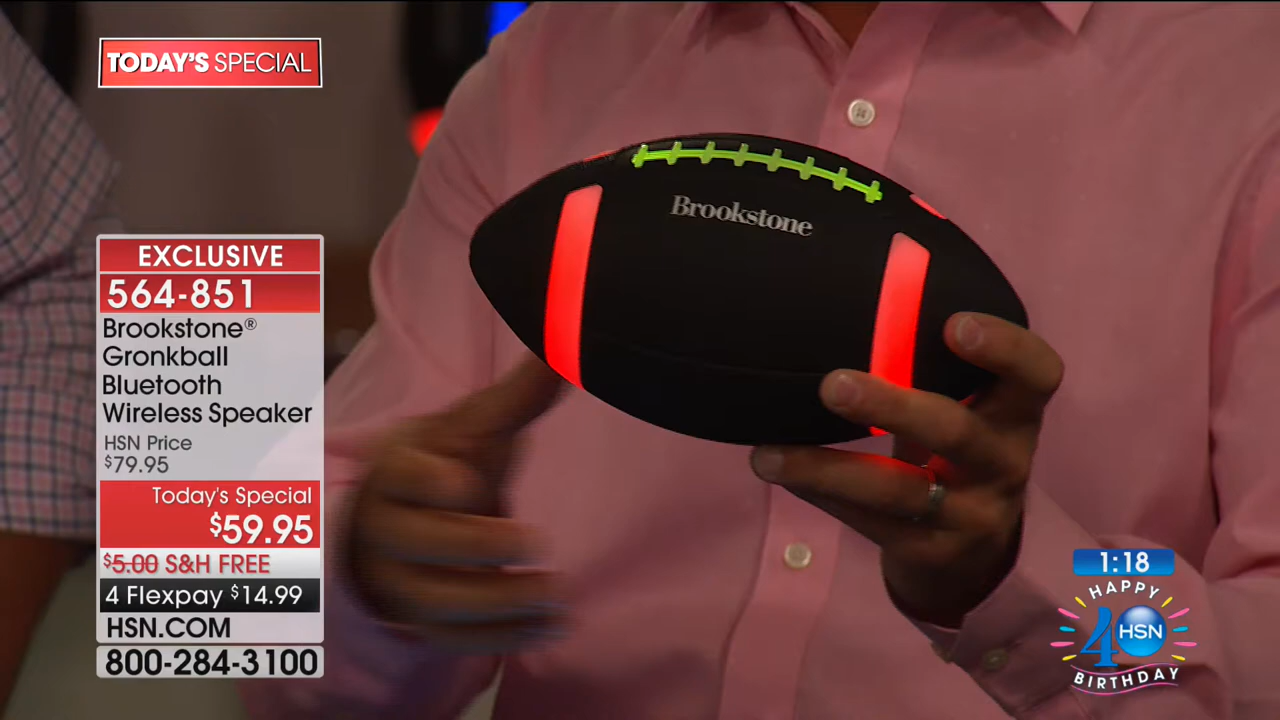 TODAY'S SPECIAL
Brookstone
EXCLUSIVE
564-851
Brookstone®
Gronkball
Bluetooth
Wireless Speaker
HSN Price
$79.95
Today's Special
$59.95
$5.00 S&H FREE
4 Flexpay $14.99
HSN.COM
800-284-3100
1:18
HAPPY
40 HSN
BIRTHDAY